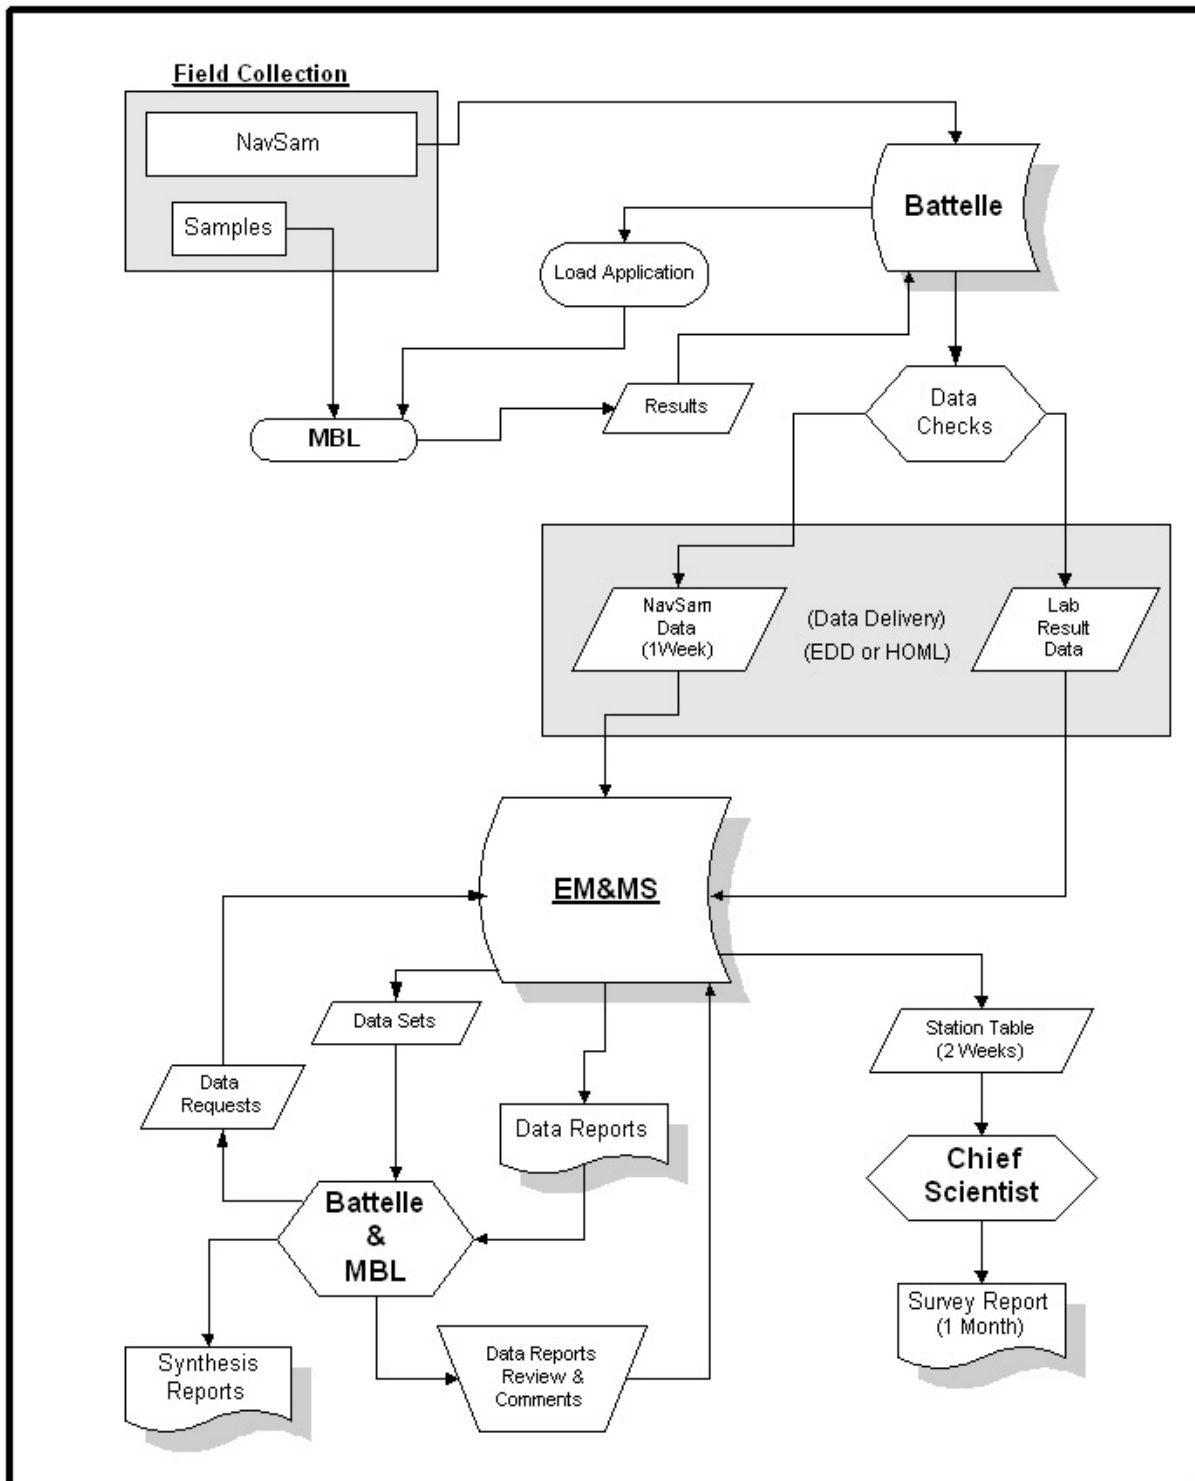 Field Collection
NavSam
Samples
Battelle
Load Application
Results
MBL
Data
Checks
NavSam
Data
(1Week)
(Data Delivery)
(EDD or HOML)
Lab
Result
Data
EM&MS
Data Sets
Station Table
(2 Weeks)
Data
Requests
Data Reports
Chief
Scientist
Battelle
&
MBL
Survey Report
(1 Month)
Synthesis
Reports
Data Reports
Review &
Comments